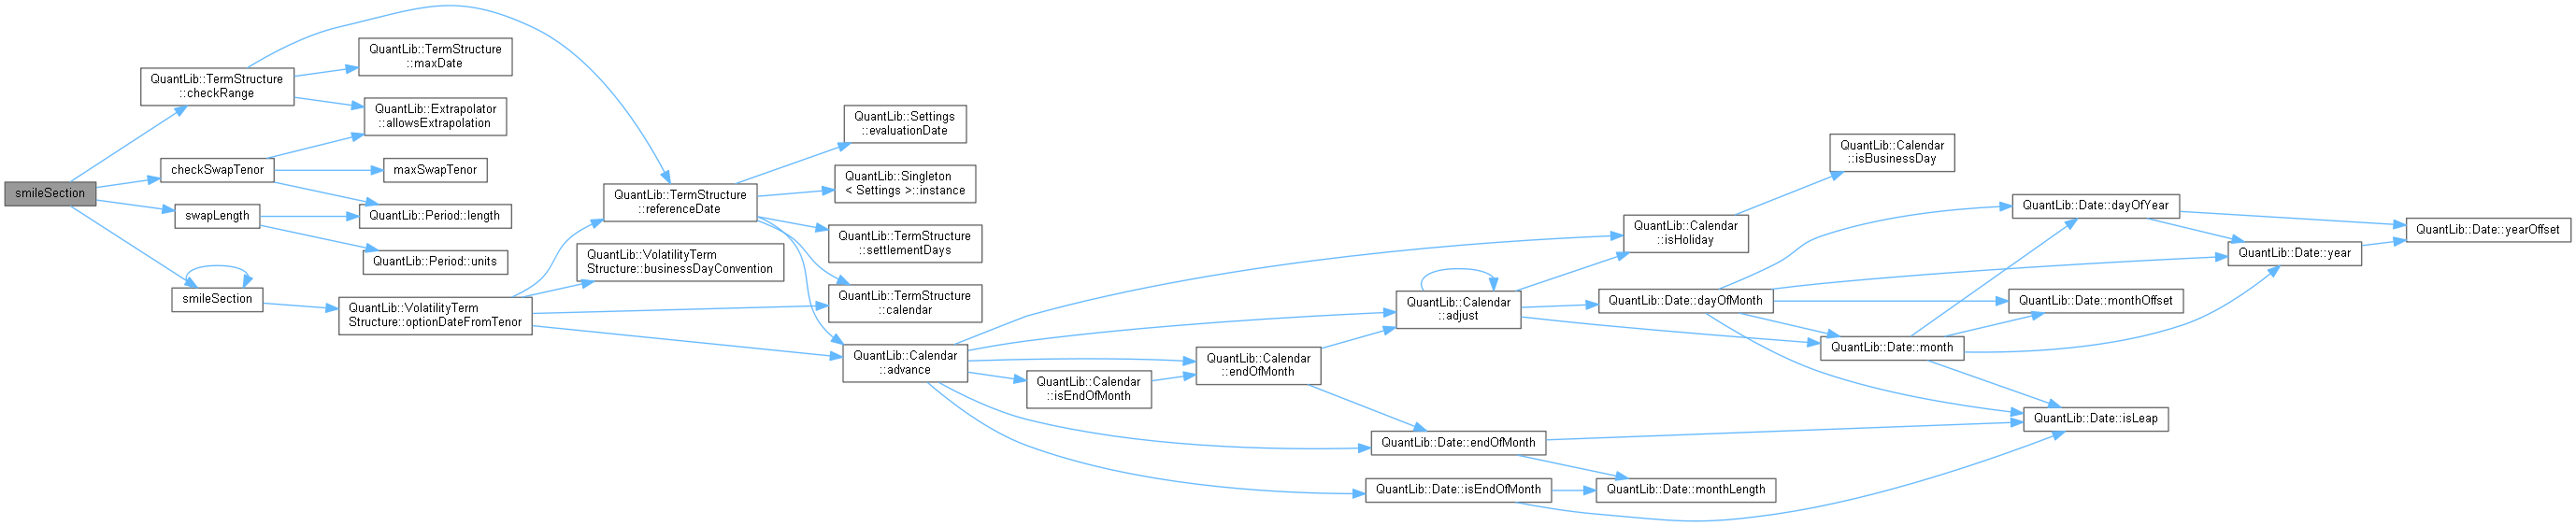 smileSection
QuantLib::TermStructure
::checkRange
checkSwapTenor
swapLength
smileSection
QuantLib::TermStructure
::maxDate
QuantLib::Extrapolator
::allowsExtrapolation
maxSwapTenor
QuantLib::Period::length
QuantLib::Period::units
QuantLib::VolatilityTerm
Structure::optionDateFromTenor
QuantLib::TermStructure
::referenceDate
QuantLib::VolatilityTerm
Structure::businessDayConvention
QuantLib::Settings
::evaluationDate
QuantLib::Singleton
< Settings >::instance
QuantLib::TermStructure
::settlementDays
QuantLib::TermStructure
::calendar
QuantLib::Calendar
::advance
QuantLib::Calendar
::isEndOfMonth
QuantLib::Calendar
::endOfMonth
QuantLib::Calendar
::adjust
QuantLib::Date::endOfMonth
QuantLib::Date::isEndOfMonth
QuantLib::Calendar
::isHoliday
QuantLib::Date::dayOfMonth
QuantLib::Date::monthLength
QuantLib::Calendar
::isBusinessDay
QuantLib::Date::month
QuantLib::Date::dayOfYear
QuantLib::Date::monthOffset
QuantLib::Date::isLeap
QuantLib::Date::year
QuantLib::Date::yearOffset